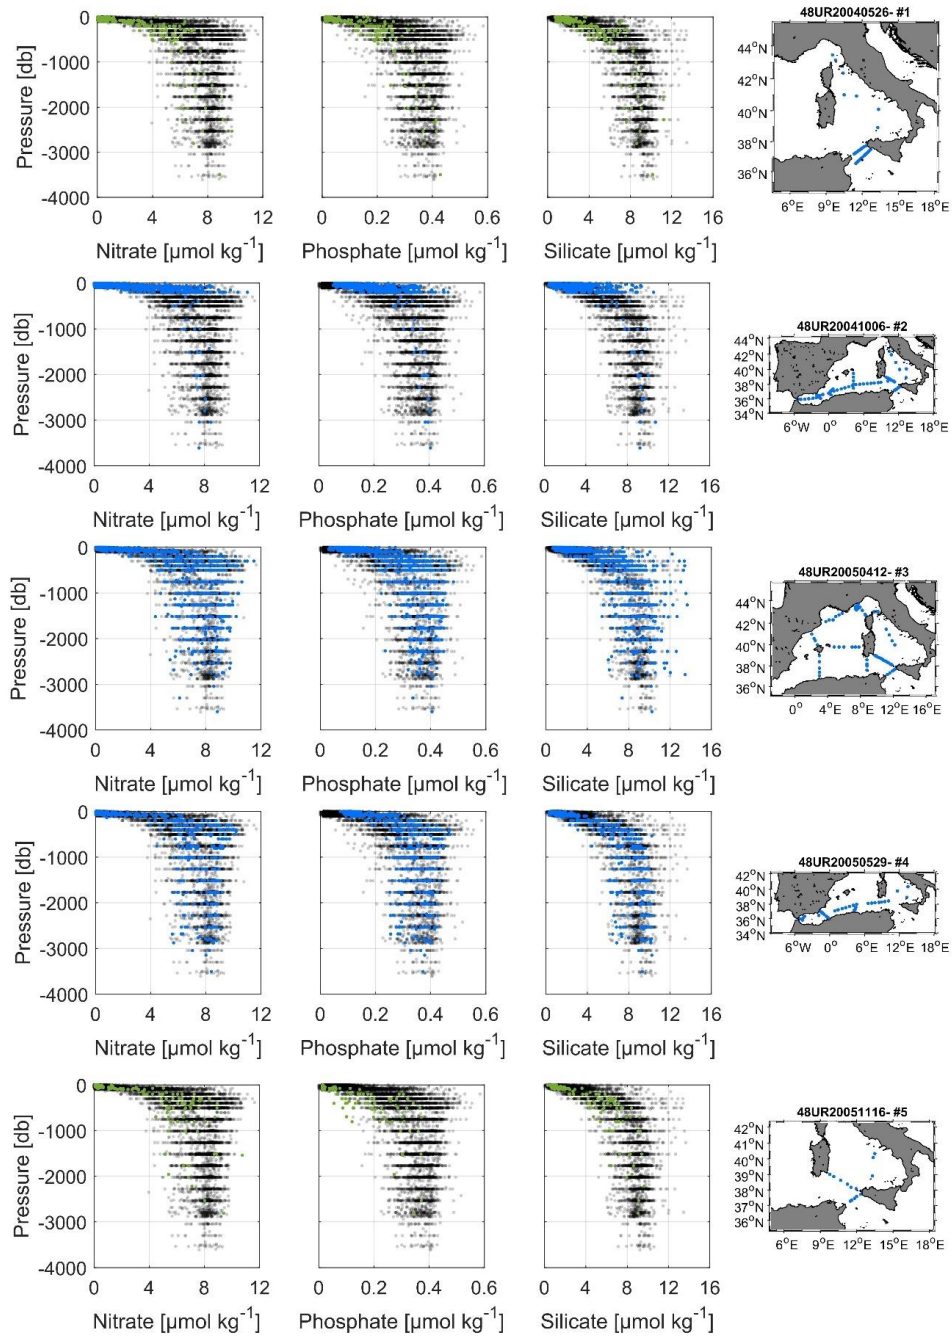 48UR20040526- #1
0
-1000
-2000
-3000
-4000
Pressure [db]
0 4 8 12
0 0.2 0.4 0.6
0 4 8 12 16
Nitrate [µmol kg⁻¹]
Phosphate [µmol kg⁻¹]
Silicate [µmol kg⁻¹]
44°N
42°N
40°N
38°N
36°N
6°E 9°E 12°E 15°E 18°E
48UR20041006- #2
0
-1000
-2000
-3000
-4000
Pressure [db]
0 4 8 12
0 0.2 0.4 0.6
0 4 8 12 16
Nitrate [µmol kg⁻¹]
Phosphate [µmol kg⁻¹]
Silicate [µmol kg⁻¹]
44°N
42°N
40°N
38°N
36°N
34°N
6°W 0° 6°E 12°E 18°E
48UR20050412- #3
0
-1000
-2000
-3000
-4000
Pressure [db]
0 4 8 12
0 0.2 0.4 0.6
0 4 8 12 16
Nitrate [µmol kg⁻¹]
Phosphate [µmol kg⁻¹]
Silicate [µmol kg⁻¹]
44°N
42°N
40°N
38°N
36°N
0° 4°E 8°E 12°E 16°E
48UR20050529- #4
0
-1000
-2000
-3000
-4000
Pressure [db]
0 4 8 12
0 0.2 0.4 0.6
0 4 8 12 16
Nitrate [µmol kg⁻¹]
Phosphate [µmol kg⁻¹]
Silicate [µmol kg⁻¹]
42°N
40°N
38°N
36°N
34°N
6°W 0° 6°E 12°E 18°E
48UR20051116- #5
0
-1000
-2000
-3000
-4000
Pressure [db]
0 4 8 12
0 0.2 0.4 0.6
0 4 8 12 16
Nitrate [µmol kg⁻¹]
Phosphate [µmol kg⁻¹]
Silicate [µmol kg⁻¹]
42°N
41°N
40°N
39°N
38°N
37°N
36°N
6°E 9°E 12°E 15°E 18°E